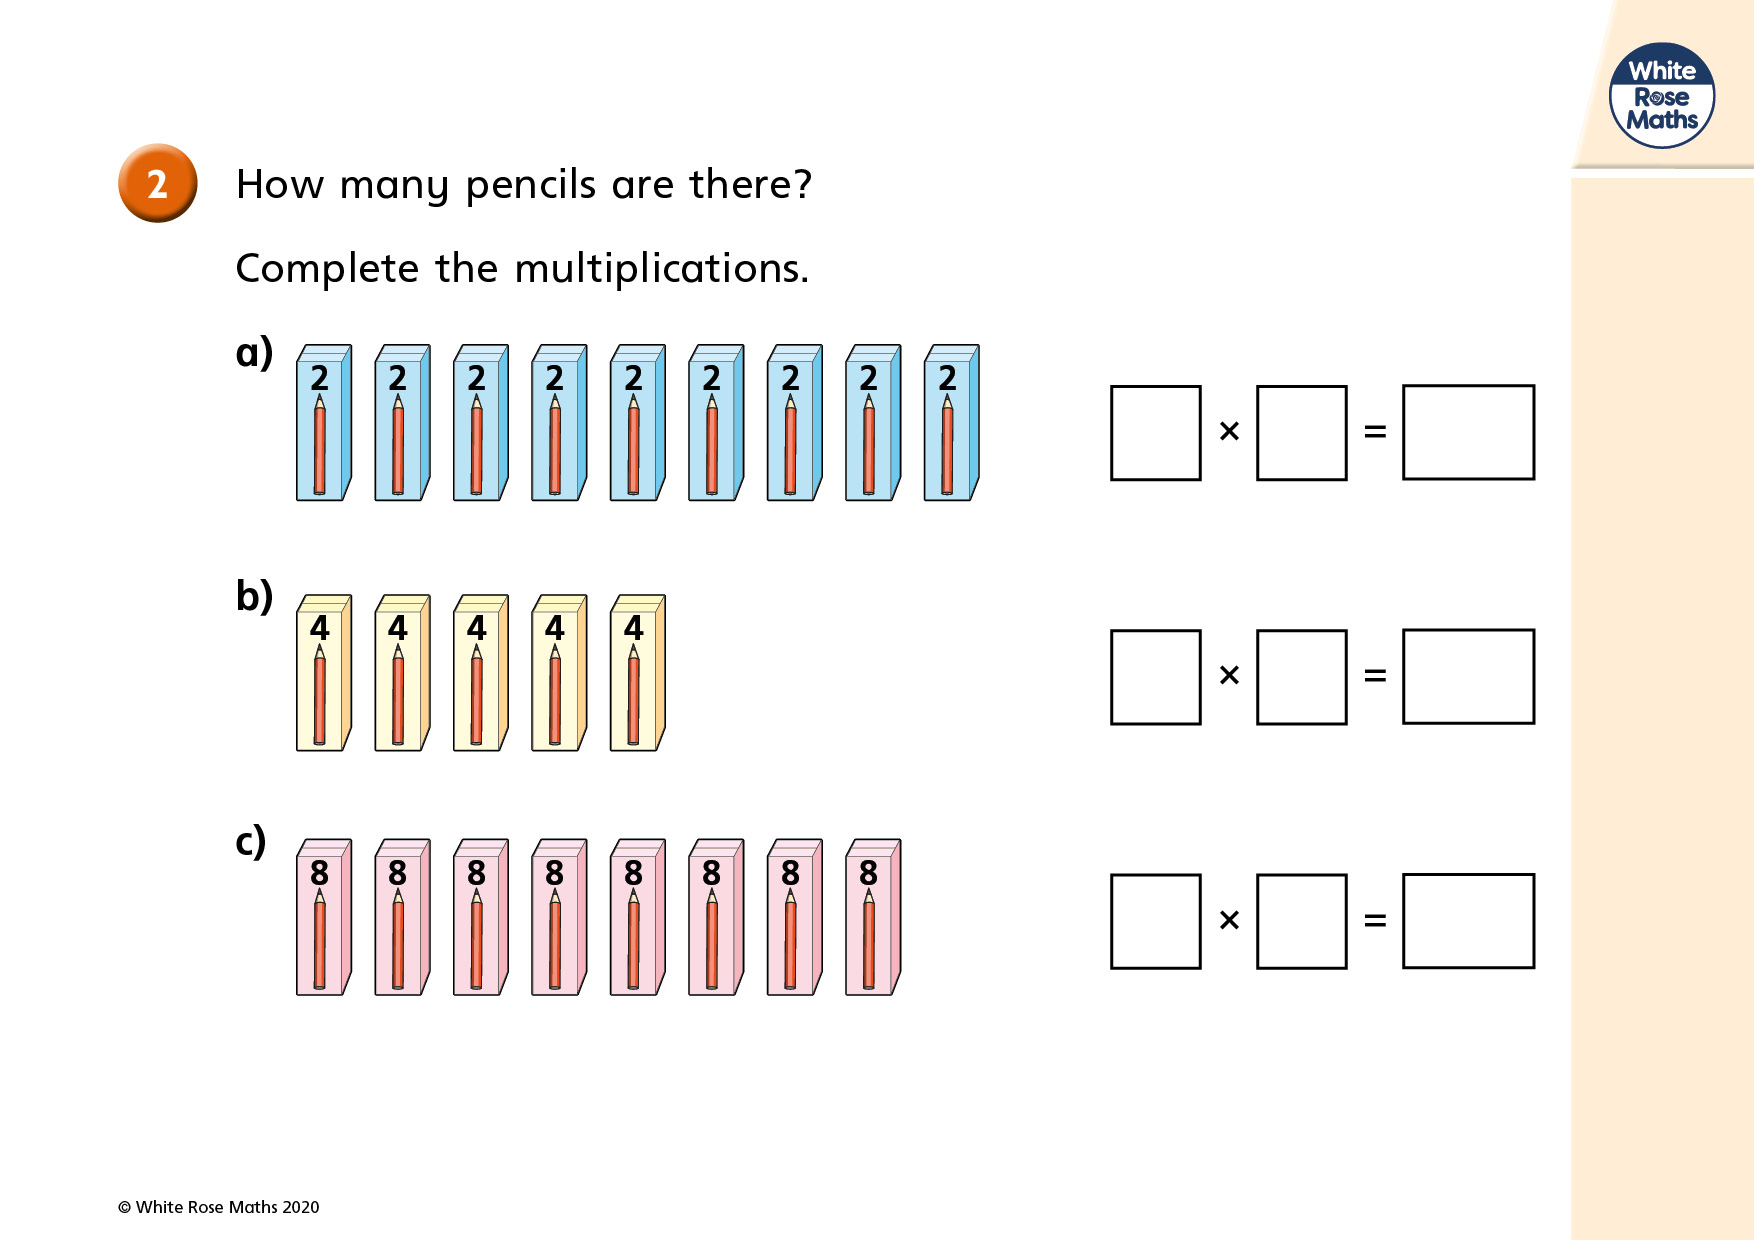 White
Rose
Maths
2 How many pencils are there?
Complete the multiplications.
a) 2 2 2 2 2 2 2 2 2 × =
b) 4 4 4 4 4 × =
c) 8 8 8 8 8 8 8 8 × =
© White Rose Maths 2020